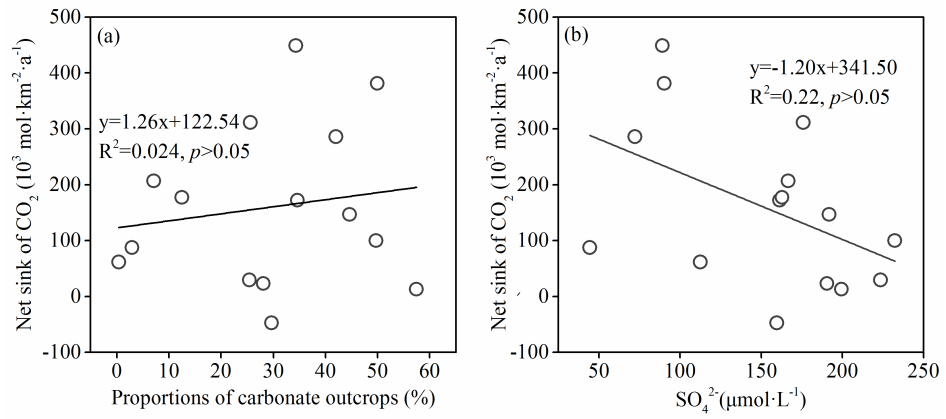 (a)
y=1.26x+122.54
R²=0.024, p>0.05
500
400
300
200
100
0
-100
Net sink of CO₂ (10³ mol·km⁻²·a⁻¹)
0 10 20 30 40 50 60
Proportions of carbonate outcrops (%)
(b)
y=-1.20x+341.50
R²=0.22, p>0.05
500
400
300
200
100
0
-100
Net sink of CO₂ (10³ mol·km⁻²·a⁻¹)
50 100 150 200 250
SO₄²⁻(μmol·L⁻¹)